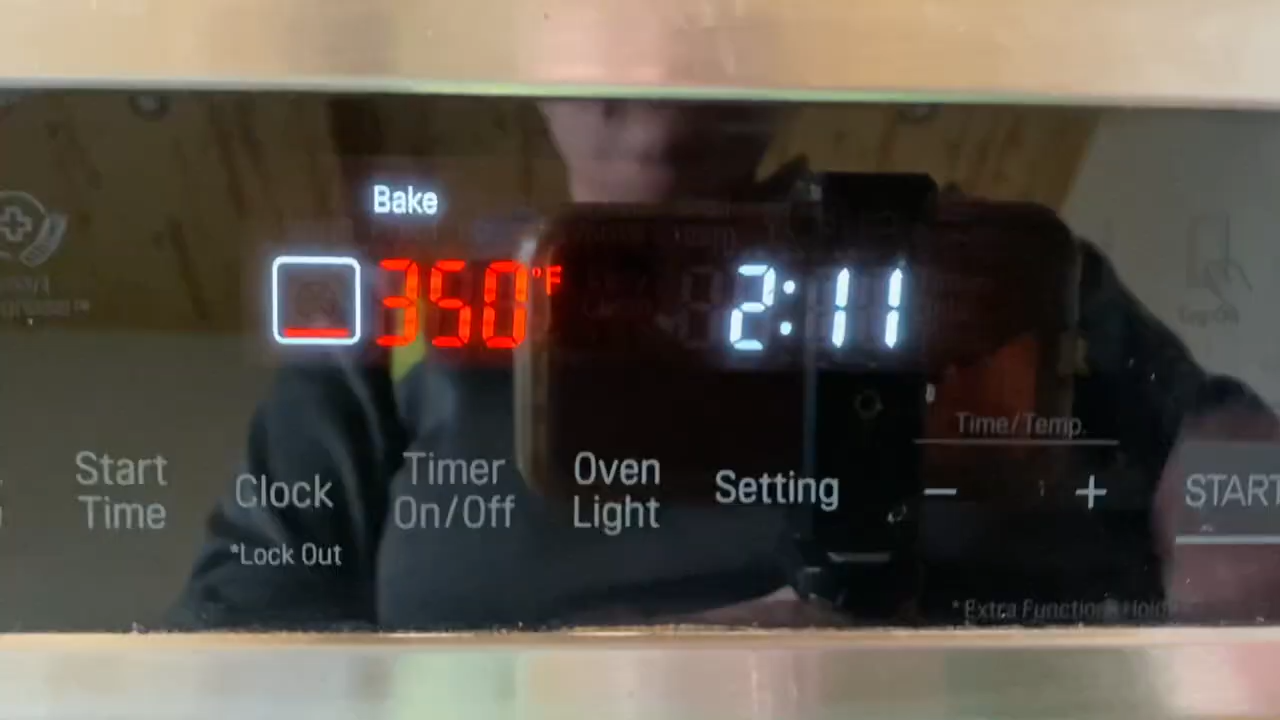 Bake
350°F
2:11
Time/Temp.
Start
Time
Clock
*Lock Out
Timer
On/Off
Oven
Light
Setting
−
+
START
* Extra Functions Hold